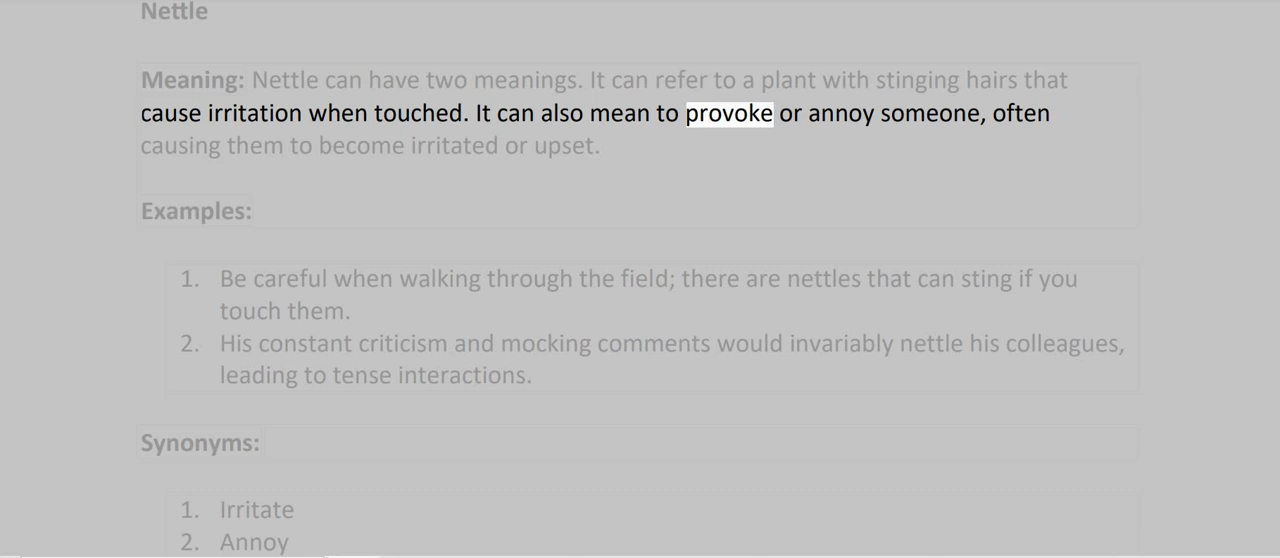 Nettle
Meaning: Nettle can have two meanings. It can refer to a plant with stinging hairs that
cause irritation when touched. It can also mean to provoke or annoy someone, often
causing them to become irritated or upset.
Examples:
1. Be careful when walking through the field; there are nettles that can sting if you
touch them.
2. His constant criticism and mocking comments would invariably nettle his colleagues,
leading to tense interactions.
Synonyms:
1. Irritate
2. Annoy